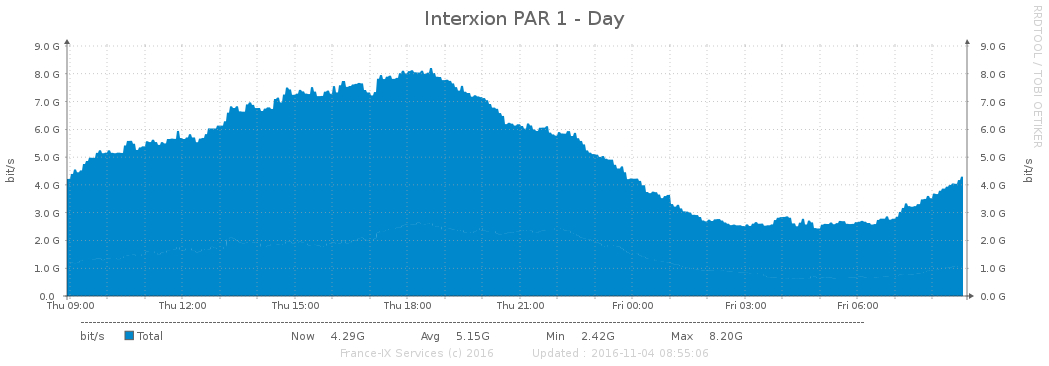 Interxion PAR 1 - Day
RRDTOOL / TOBI OETIKER
9.0 G 9.0 G
8.0 G 8.0 G
7.0 G 7.0 G
6.0 G 6.0 G
5.0 G 5.0 G
4.0 G 4.0 G
3.0 G 3.0 G
2.0 G 2.0 G
1.0 G 1.0 G
0.0 0.0 G
bit/s bit/s
Thu 09:00 Thu 12:00 Thu 15:00 Thu 18:00 Thu 21:00 Fri 00:00 Fri 03:00 Fri 06:00
bit/s Total Now 4.29G Avg 5.15G Min 2.42G Max 8.20G
France-IX Services (c) 2016 Updated : 2016-11-04 08:55:06